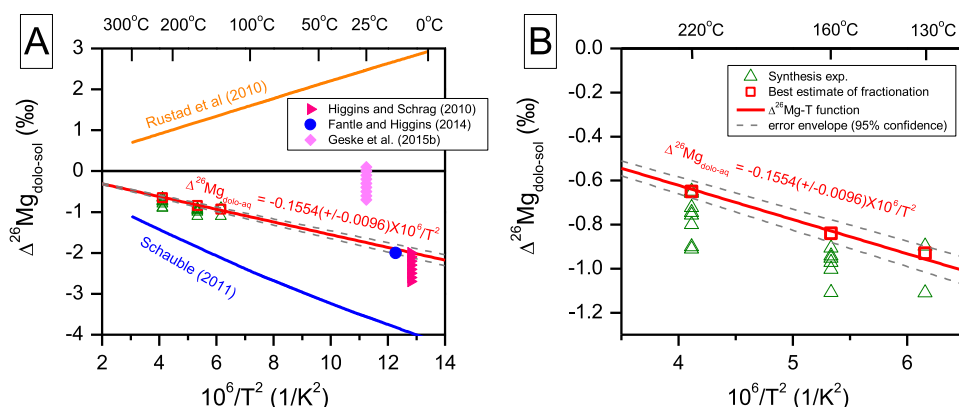 A
300°C
200°C
100°C
50°C
25°C
0°C
3
2
1
0
-1
-2
-3
-4
Δ²⁶Mg_dolo-sol (‰)
Rustad et al (2010)
Higgins and Schrag (2010)
Fantle and Higgins (2014)
Geske et al. (2015b)
Δ²⁶Mg_dolo-aq = -0.1554(+/-0.0096)X10⁶/T²
Schauble (2011)
2
4
6
8
10
12
14
10⁶/T² (1/K²)
B
220°C
160°C
130°C
0.0
-0.2
-0.4
-0.6
-0.8
-1.0
-1.2
Δ²⁶Mg_dolo-sol (‰)
Synthesis exp.
Best estimate of fractionation
Δ²⁶Mg-T function
error envelope (95% confidence)
Δ²⁶Mg_dolo-aq = -0.1554(+/-0.0096)X10⁶/T²
4
5
6
10⁶/T² (1/K²)